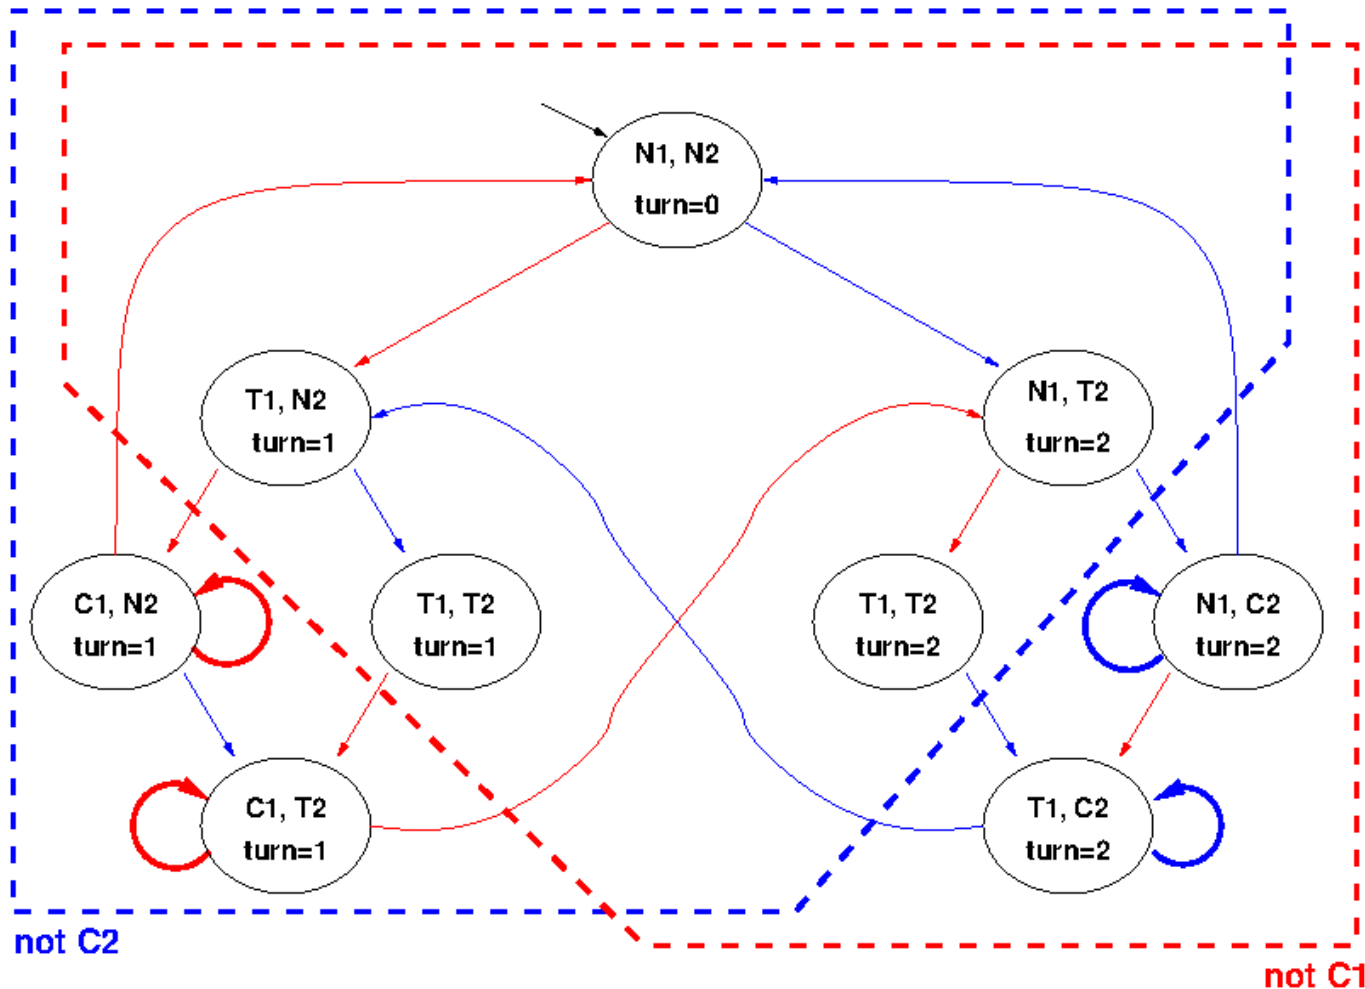 N1, N2
turn=0
T1, N2
turn=1
N1, T2
turn=2
C1, N2
turn=1
T1, T2
turn=1
T1, T2
turn=2
N1, C2
turn=2
C1, T2
turn=1
T1, C2
turn=2
not C2
not C1